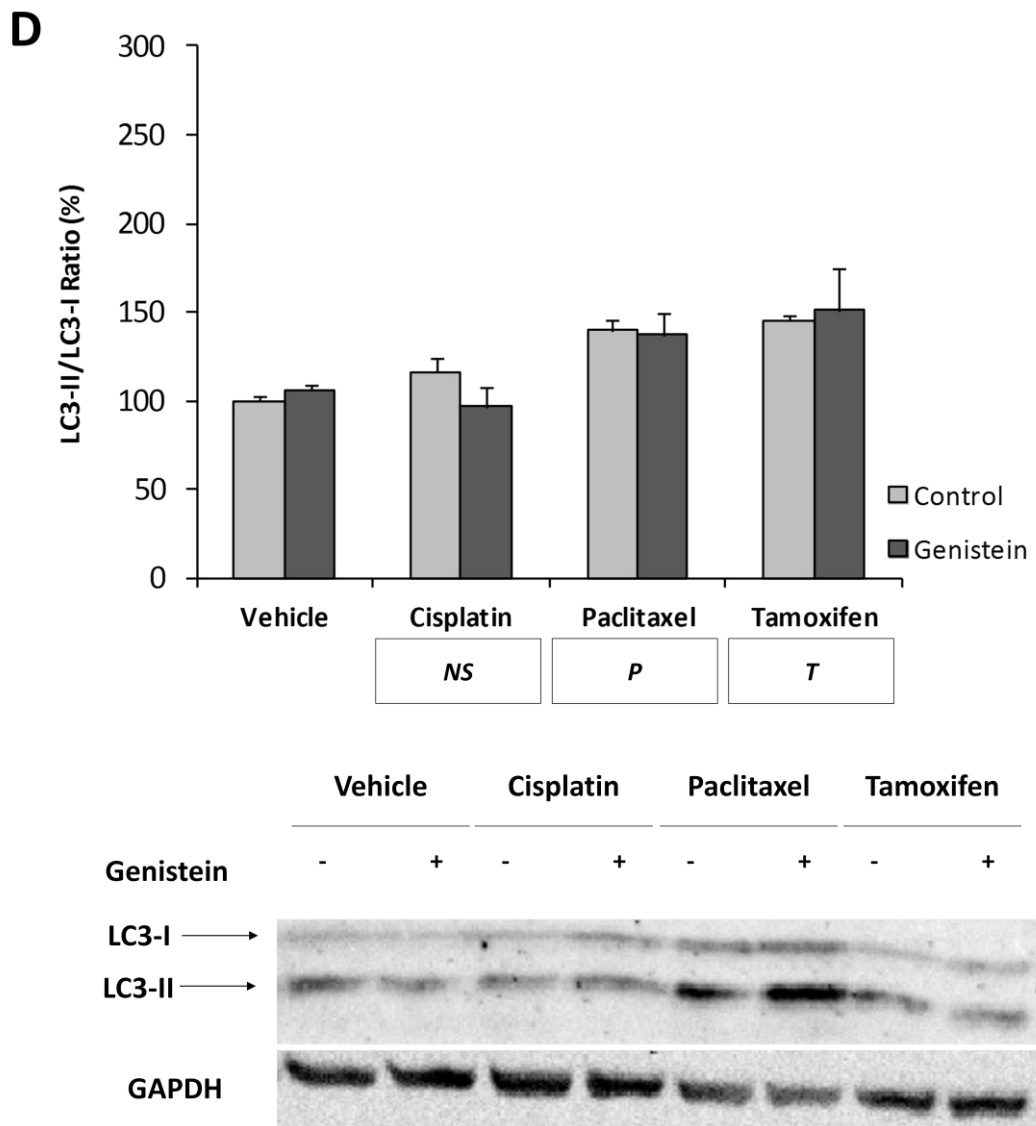 D
300
250
200
150
100
50
0
LC3-II/LC3-I Ratio (%)
Control
Genistein
Vehicle Cisplatin Paclitaxel Tamoxifen
NS P T
Vehicle Cisplatin Paclitaxel Tamoxifen
Genistein - + - + - + - +
LC3-I
LC3-II
GAPDH